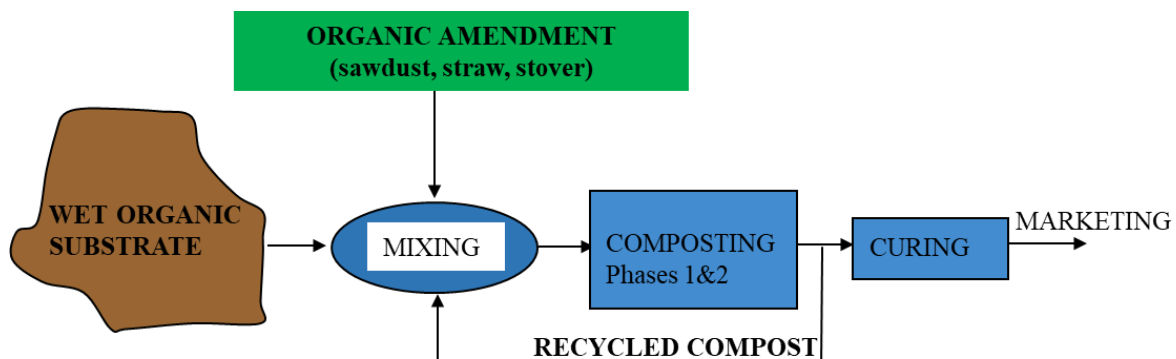 ORGANIC AMENDMENT
(sawdust, straw, stover)
WET ORGANIC
SUBSTRATE
MIXING
COMPOSTING
Phases 1&2
CURING
MARKETING
RECYCLED COMPOST